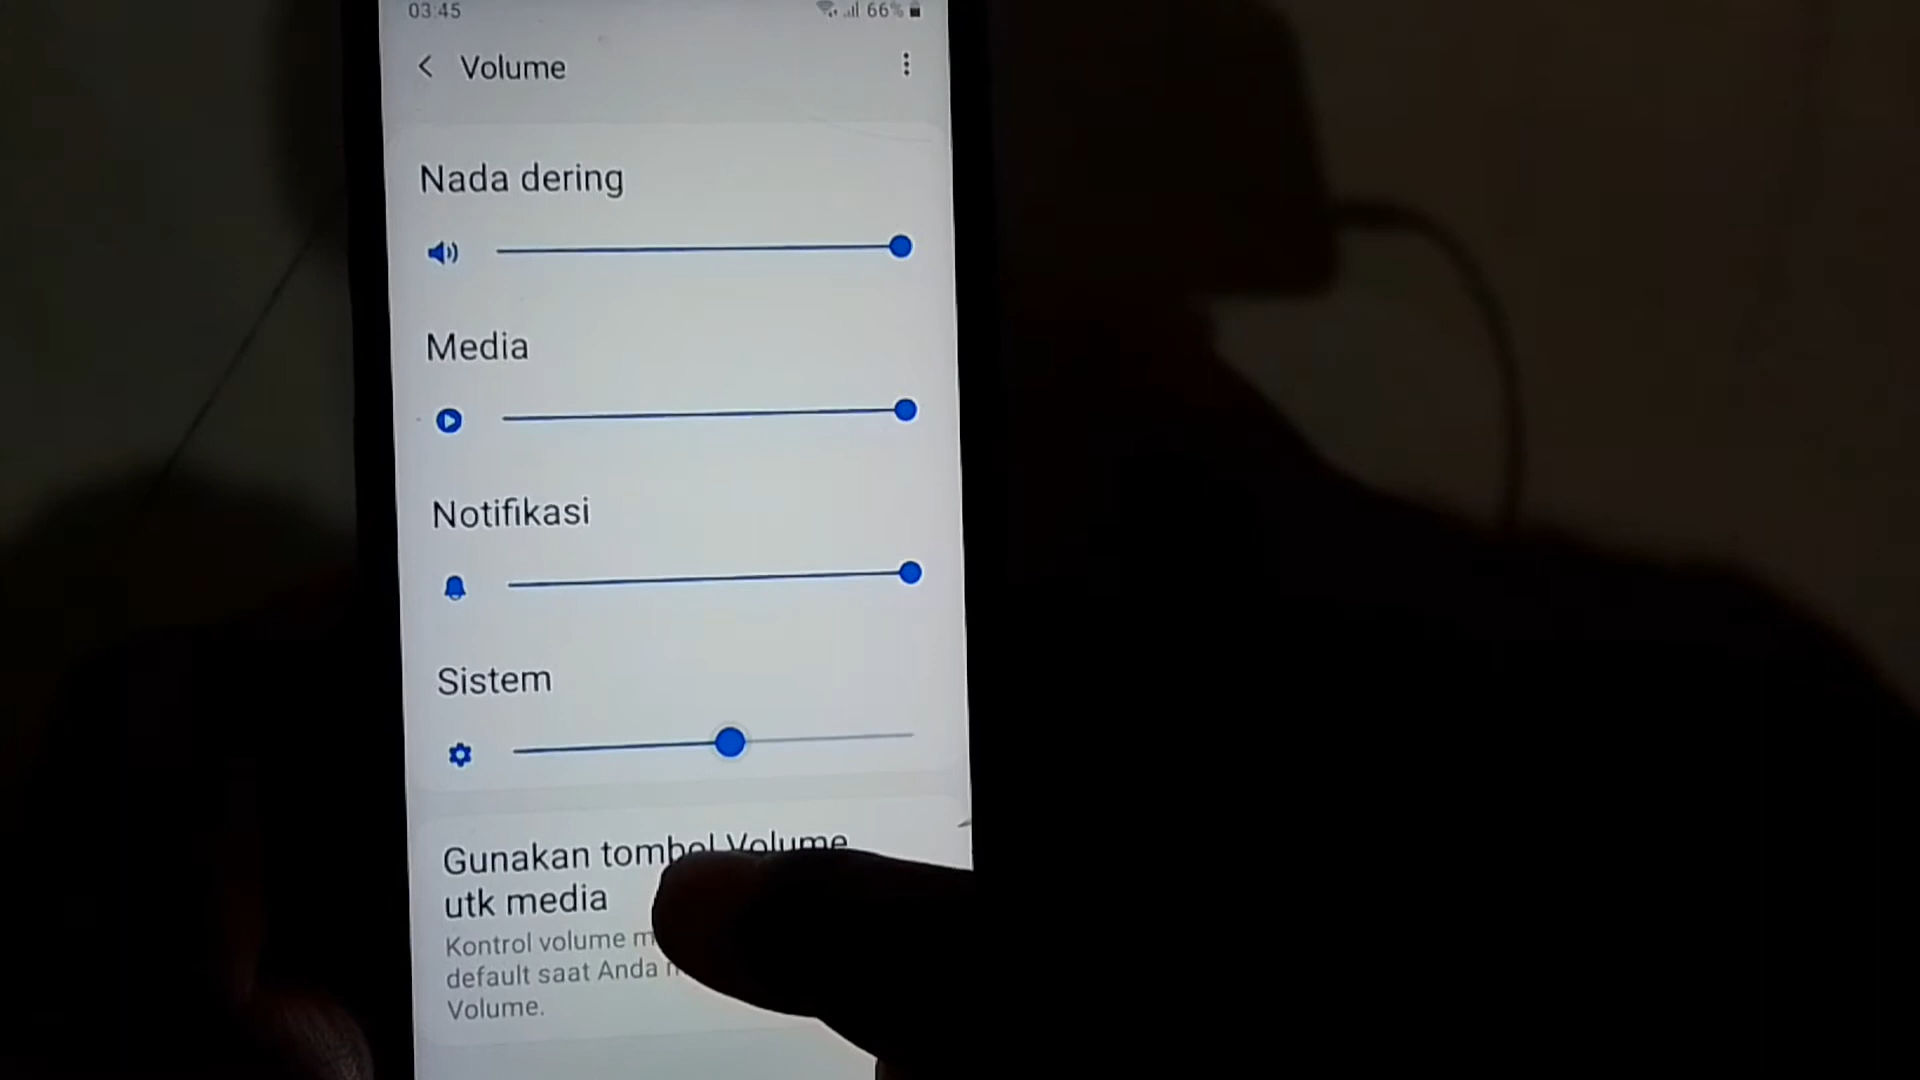 03:45 66%
Volume
Nada dering
Media
Notifikasi
Sistem
Gunakan tombol Volume
utk media
Kontrol volume
default saat Anda
Volume.